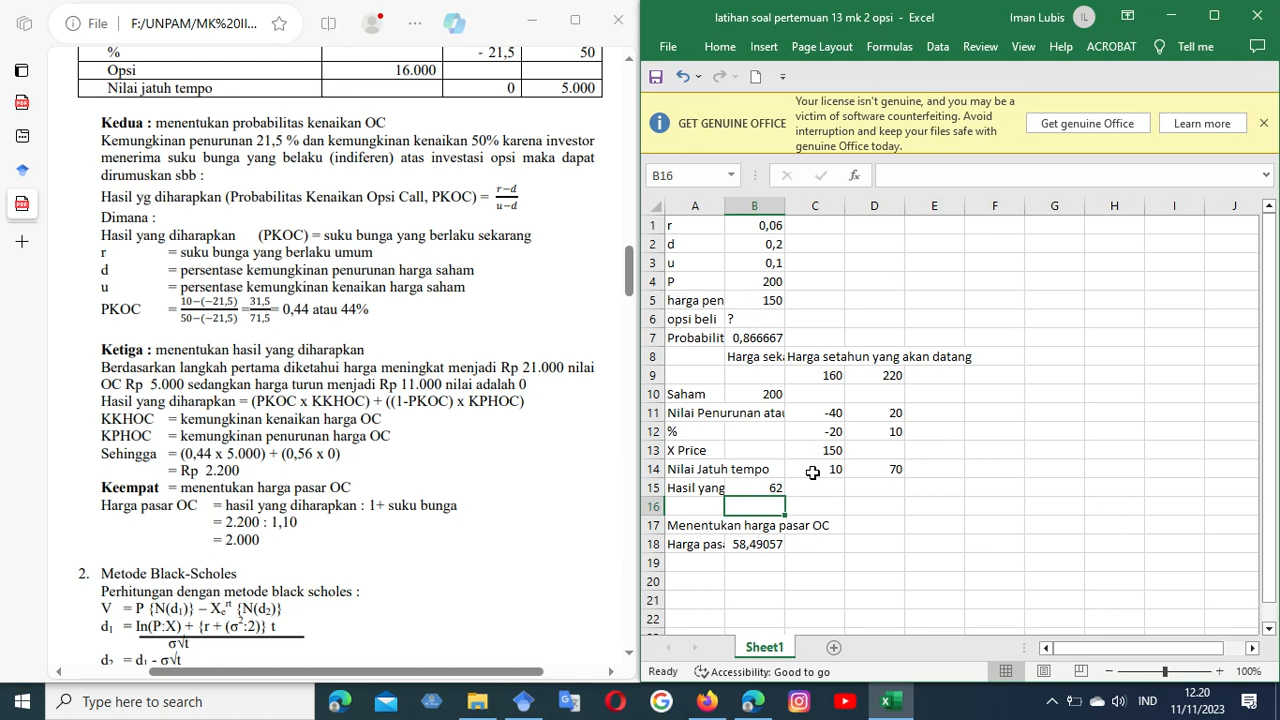 File
F:/UNPAM/MK%20II...
%
- 21,5
50
Opsi
16.000
Nilai jatuh tempo
0
5.000
Kedua : menentukan probabilitas kenaikan OC
Kemungkinan penurunan 21,5 % dan kemungkinan kenaikan 50% karena investor
menerima suku bunga yang belaku (indiferen) atas investasi opsi maka dapat
dirumuskan sbb :
Hasil yg diharapkan (Probabilitas Kenaikan Opsi Call, PKOC) = r−d
u−d
Dimana :
Hasil yang diharapkan (PKOC) = suku bunga yang berlaku sekarang
r = suku bunga yang berlaku umum
d = persentase kemungkinan penurunan harga saham
u = persentase kemungkinan kenaikan harga saham
PKOC = 10−(−21,5) = 31,5 = 0,44 atau 44%
50−(−21,5) 71,5
Ketiga : menentukan hasil yang diharapkan
Berdasarkan langkah pertama diketahui harga meningkat menjadi Rp 21.000 nilai
OC Rp 5.000 sedangkan harga turun menjadi Rp 11.000 nilai adalah 0
Hasil yang diharapkan = (PKOC x KKHOC) + ((1-PKOC) x KPHOC)
KKHOC = kemungkinan kenaikan harga OC
KPHOC = kemungkinan penurunan harga OC
Sehingga = (0,44 x 5.000) + (0,56 x 0)
= Rp 2.200
Keempat = menentukan harga pasar OC
Harga pasar OC = hasil yang diharapkan : 1+ suku bunga
= 2.200 : 1,10
= 2.000
2. Metode Black-Scholes
Perhitungan dengan metode black scholes :
V = P {N(d1)} – Xe^rt {N(d2)}
d1 = ln(P:X) + {r + (σ²:2)} t
σ√t
d2 = d1 - σ√t
latihan soal pertemuan 13 mk 2 opsi - Excel
Iman Lubis
IL
File Home Insert Page Layout Formulas Data Review View Help ACROBAT Tell me
GET GENUINE OFFICE
Your license isn't genuine, and you may be a
victim of software counterfeiting. Avoid
interruption and keep your files safe with
genuine Office today.
Get genuine Office
Learn more
B16
fx
A B C D E F G H I J
1 r 0,06
2 d 0,2
3 u 0,1
4 P 200
5 harga pen 150
6 opsi beli ?
7 Probabilit 0,866667
8 Harga seka Harga setahun yang akan datang
9 160 220
10 Saham 200
11 Nilai Penurunan atau -40 20
12 % -20 10
13 X Price 150
14 Nilai Jatuh tempo 10 70
15 Hasil yang 62
16
17 Menentukan harga pasar OC
18 Harga pasa 58,49057
19
20
21
22
Sheet1
Ready
Accessibility: Good to go
100%
Type here to search
IND
12.20
11/11/2023